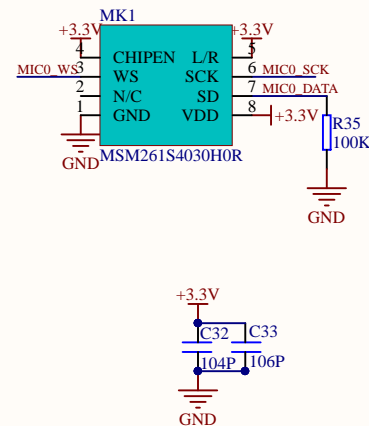 MK1
+3.3V
+3.3V
4
CHIPEN
L/R
5
MIC0_WS
3
WS
SCK
6
MIC0_SCK
2
N/C
SD
7
MIC0_DATA
1
GND
VDD
8
+3.3V
GND
MSM261S4030H0R
R35
100K
GND
+3.3V
C32
C33
104P
106P
GND